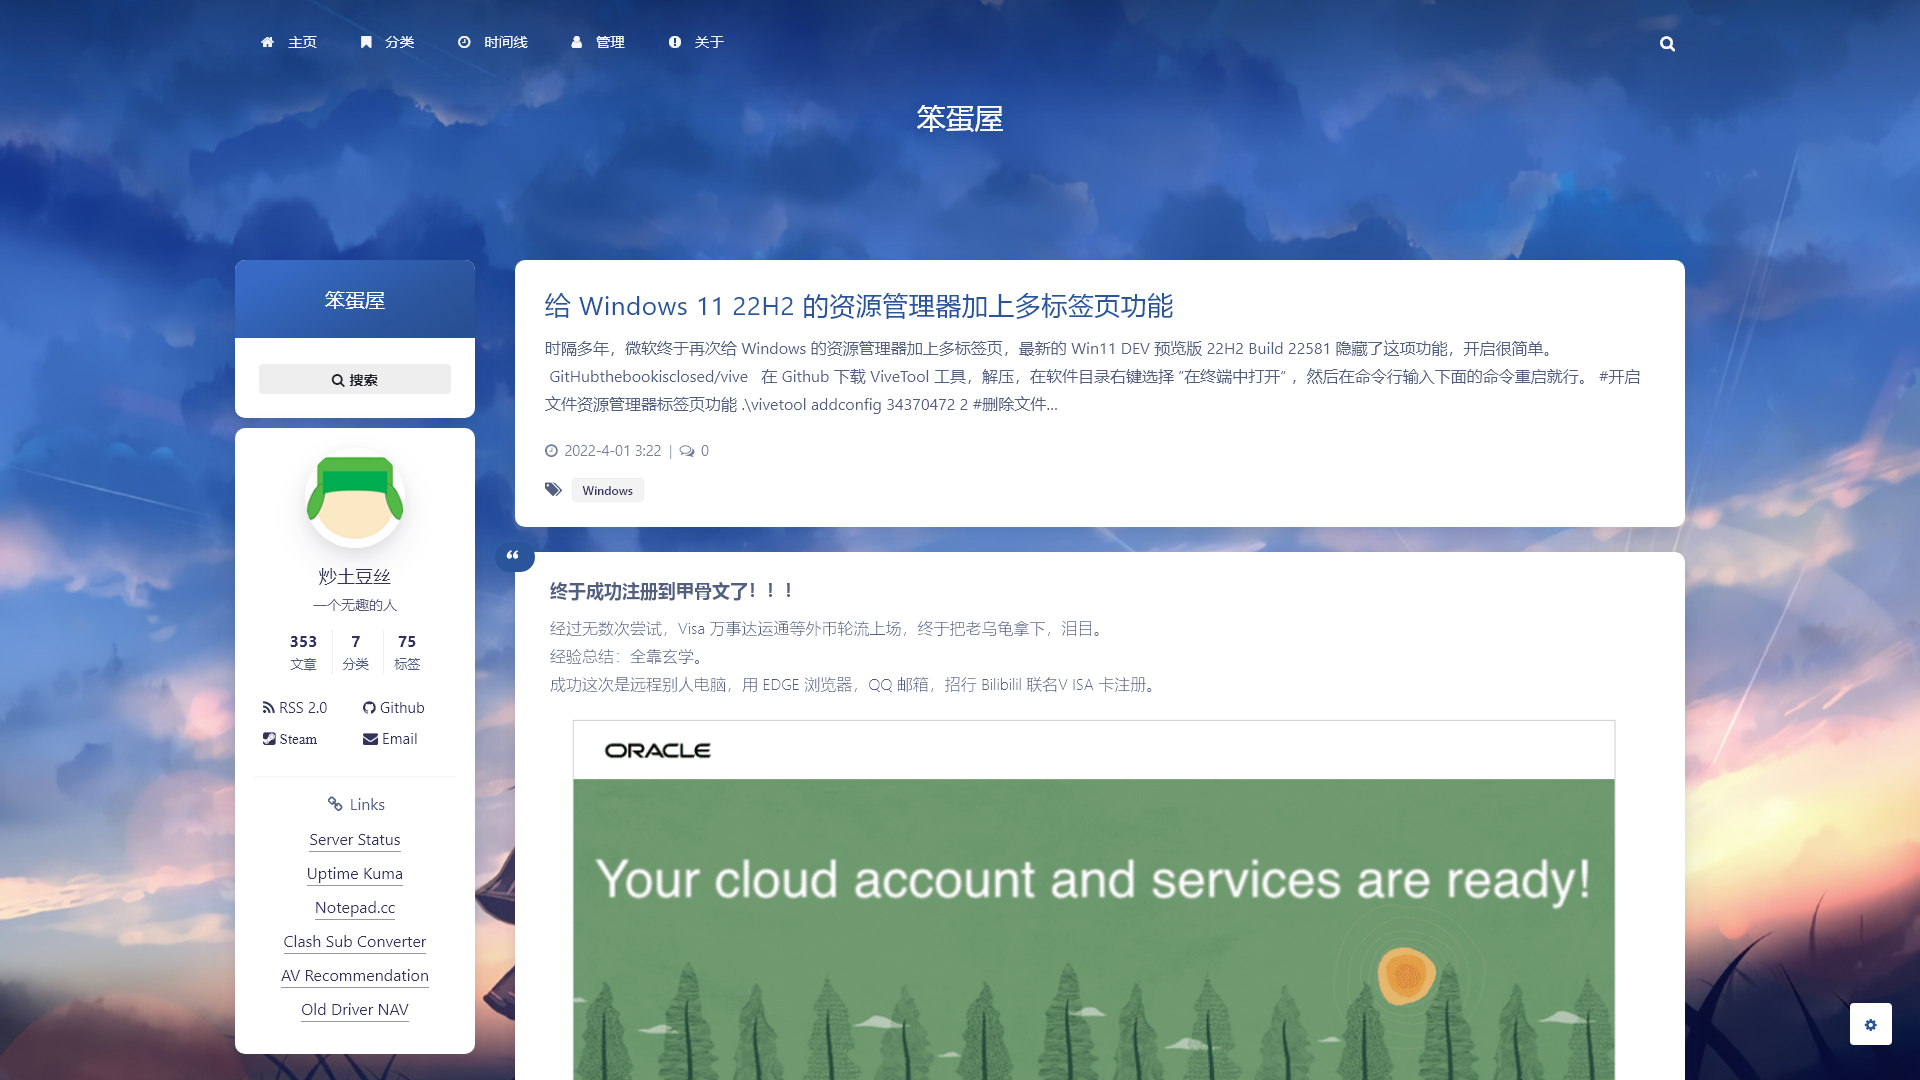 主页
分类
时间线
管理
关于
笨蛋屋
笨蛋屋
搜索
炒土豆丝
一个无趣的人
353
7
75
文章
分类
标签
RSS 2.0
Github
Steam
Email
Links
Server Status
Uptime Kuma
Notepad.cc
Clash Sub Converter
AV Recommendation
Old Driver NAV
给 Windows 11 22H2 的资源管理器加上多标签页功能
时隔多年，微软终于再次给 Windows 的资源管理器加上多标签页，最新的 Win11 DEV 预览版 22H2 Build 22581 隐藏了这项功能，开启很简单。
GitHubthebookisclosed/vive 在 Github 下载 ViveTool 工具，解压，在软件目录右键选择 “在终端中打开“ ，然后在命令行输入下面的命令重启就行。 #开启
文件资源管理器标签页功能 .\vivetool addconfig 34370472 2 #删除文件...
2022-4-01 3:22 | 0
Windows
终于成功注册到甲骨文了！！！
经过无数次尝试，Visa 万事达运通等外币轮流上场，终于把老乌龟拿下，泪目。
经验总结：全靠玄学。
成功这次是远程别人电脑，用 EDGE 浏览器，QQ 邮箱，招行 Bilibilil 联名V ISA 卡注册。
ORACLE
Your cloud account and services are ready!